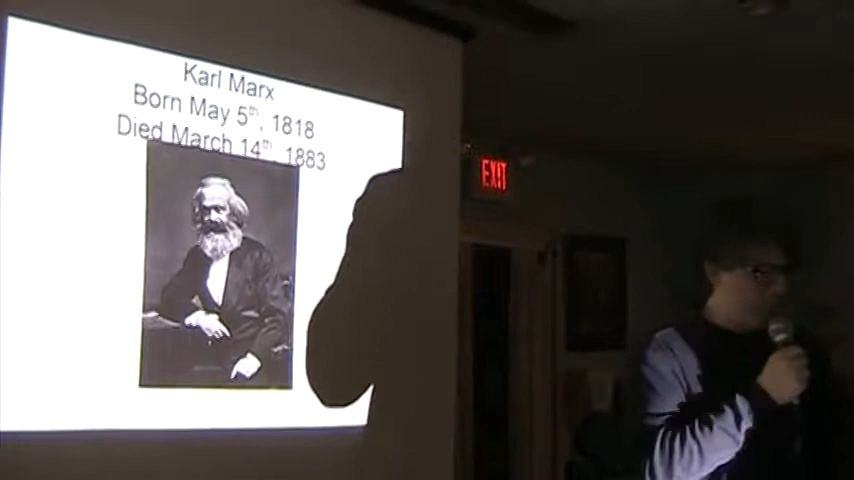 Karl Marx
Born May 5th, 1818
Died March 14th, 1883
EXIT